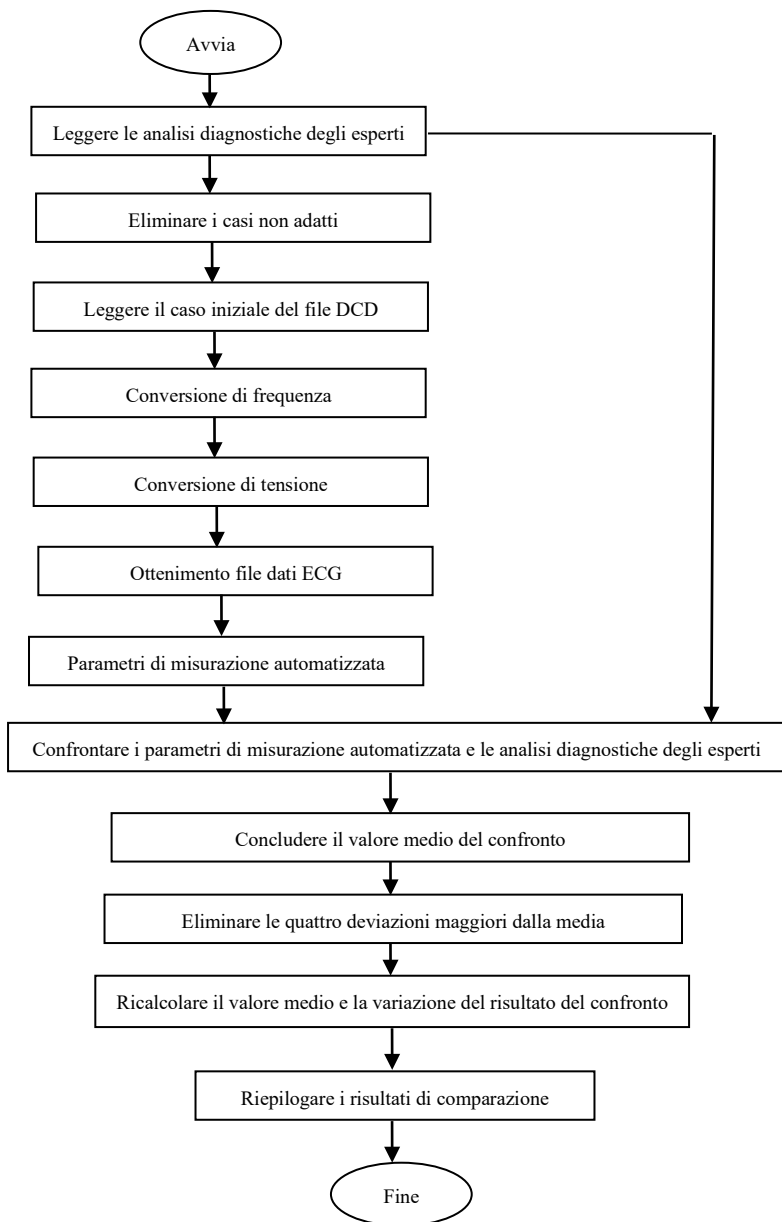 Avvia
Leggere le analisi diagnostiche degli esperti
Eliminare i casi non adatti
Leggere il caso iniziale del file DCD
Conversione di frequenza
Conversione di tensione
Ottenimento file dati ECG
Parametri di misurazione automatizzata
Confrontare i parametri di misurazione automatizzata e le analisi diagnostiche degli esperti
Concludere il valore medio del confronto
Eliminare le quattro deviazioni maggiori dalla media
Ricalcolare il valore medio e la variazione del risultato del confronto
Riepilogare i risultati di comparazione
Fine